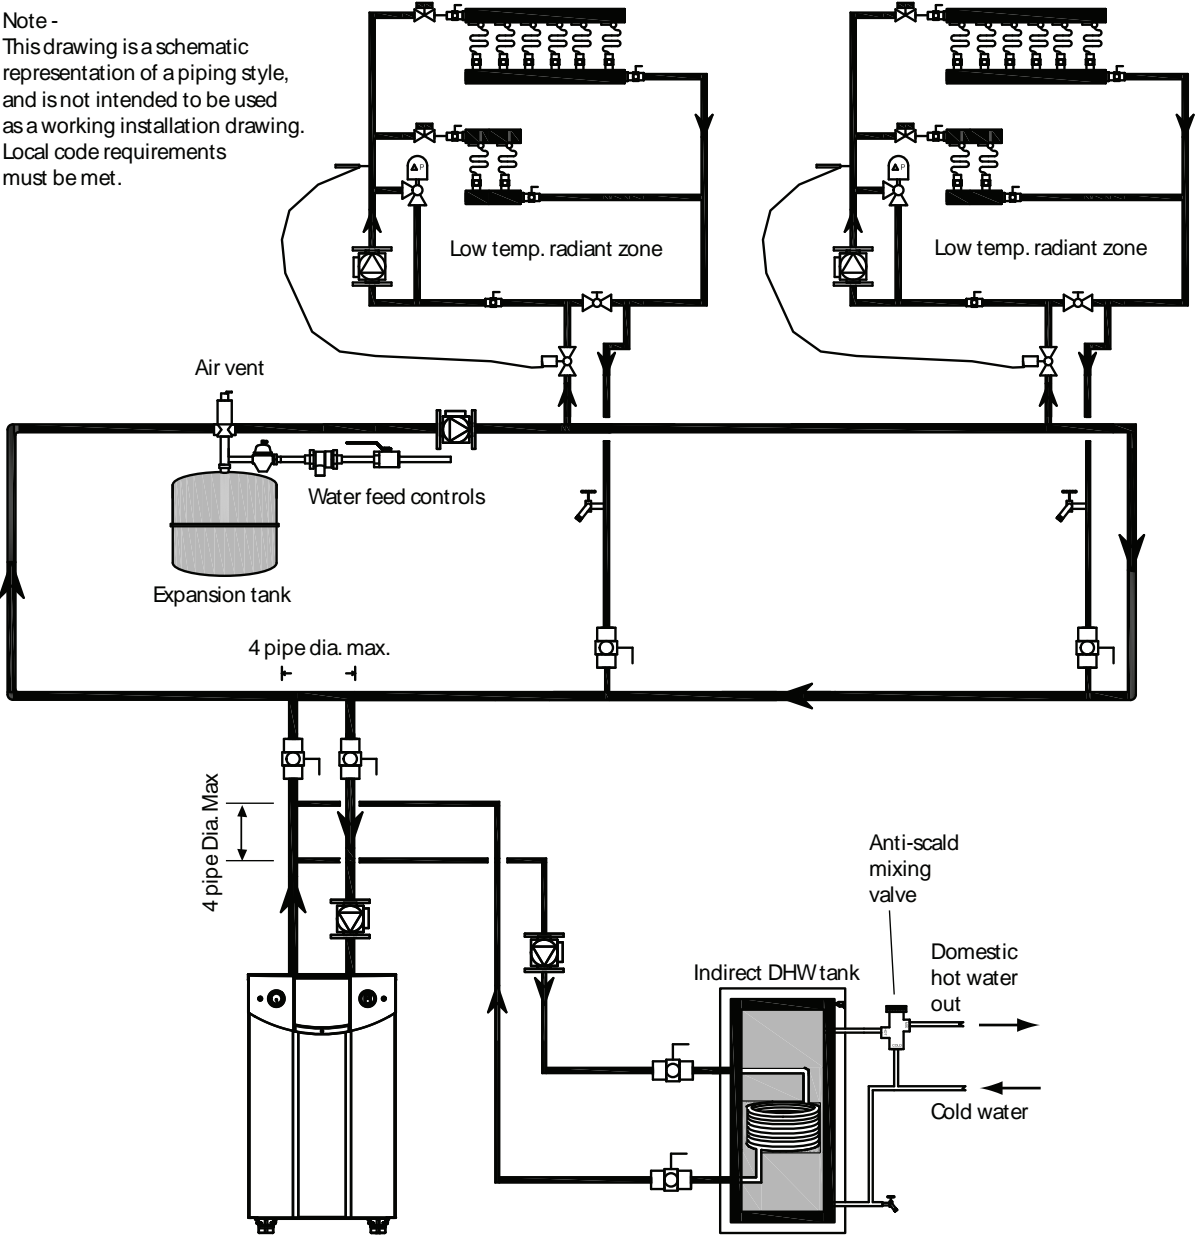 Note -
This drawing is a schematic
representation of a piping style,
and is not intended to be used
as a working installation drawing.
Local code requirements
must be met.
Δ P
Δ P
Low temp. radiant zone
Low temp. radiant zone
Air vent
Water feed controls
Expansion tank
4 pipe dia. max.
4 pipe Dia. Max
Anti-scald
mixing
valve
Indirect DHW tank
Domestic
hot water
out
Cold water